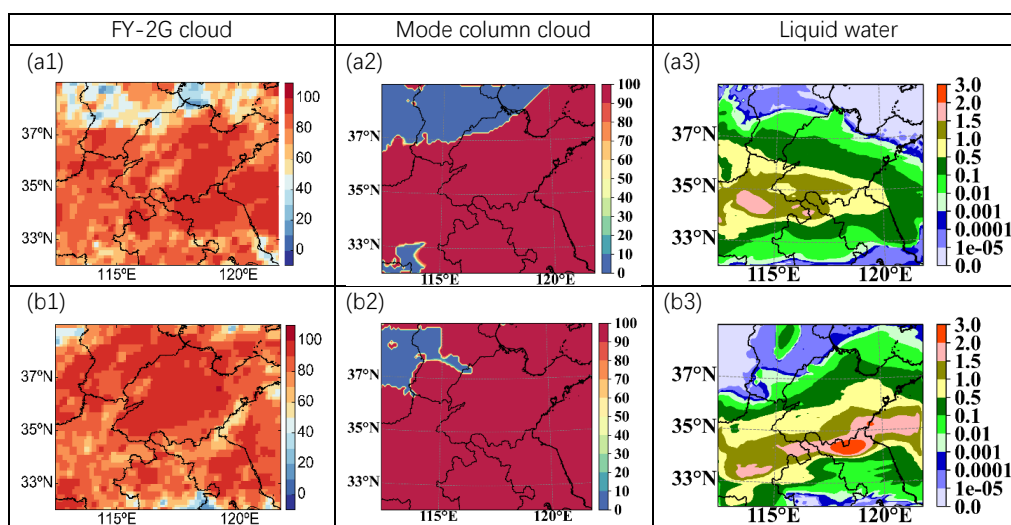 FY-2G cloud
Mode column cloud
Liquid water
(a1)
37°N
35°N
33°N
115°E
120°E
100
80
60
40
20
0
(a2)
37°N
35°N
33°N
115°E
120°E
100
90
80
70
60
50
40
30
20
10
0
(a3)
37°N
35°N
33°N
115°E
120°E
3.0
2.0
1.5
1.0
0.5
0.1
0.01
0.001
0.0001
1e-05
0.0
(b1)
37°N
35°N
33°N
115°E
120°E
100
80
60
40
20
0
(b2)
37°N
35°N
33°N
115°E
120°E
100
90
80
70
60
50
40
30
20
10
0
(b3)
37°N
35°N
33°N
115°E
120°E
3.0
2.0
1.5
1.0
0.5
0.1
0.01
0.001
0.0001
1e-05
0.0